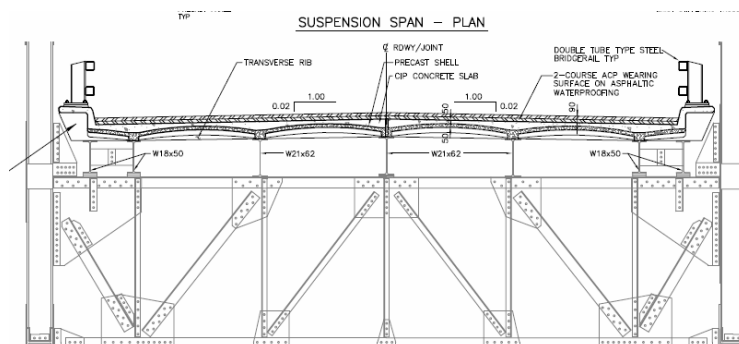 TYP
SUSPENSION SPAN - PLAN
℄ RDWY/JOINT
TRANSVERSE RIB
PRECAST SHELL
CIP CONCRETE SLAB
DOUBLE TUBE TYPE STEEL
BRIDGERAIL TYP
2-COURSE ACP WEARING
SURFACE ON ASPHALTIC
WATERPROOFING
1.00
0.02
1.00
0.02
50
90
50
W18x50
W21x62
W21x62
W18x50